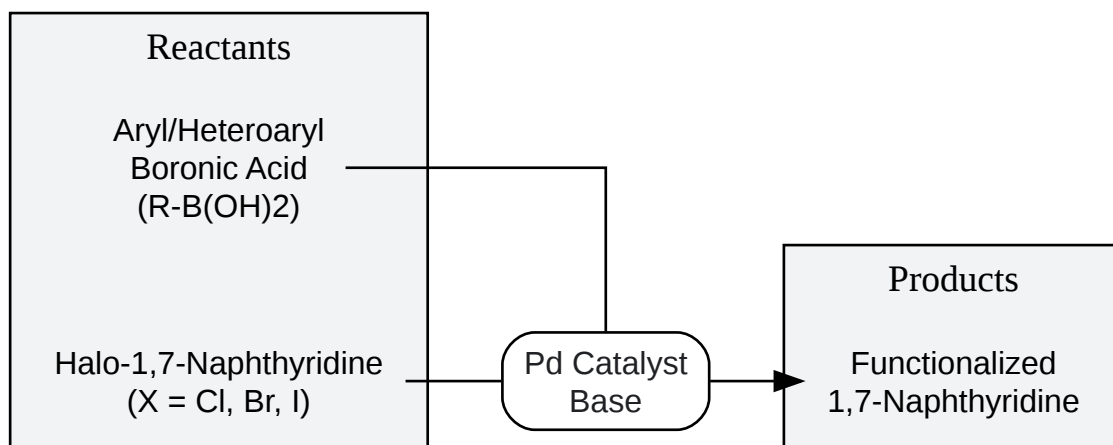 Reactants
Aryl/Heteroaryl
Boronic Acid
(R-B(OH)2)
Halo-1,7-Naphthyridine
(X = Cl, Br, I)
Pd Catalyst
Base
Products
Functionalized
1,7-Naphthyridine